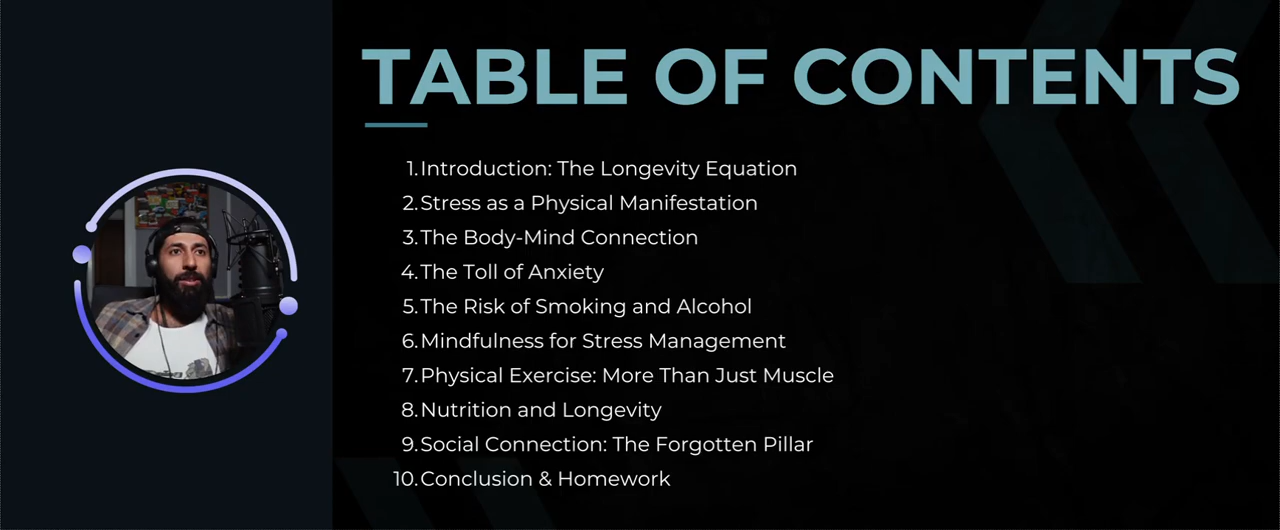 TABLE OF CONTENTS
1. Introduction: The Longevity Equation
2. Stress as a Physical Manifestation
3. The Body-Mind Connection
4. The Toll of Anxiety
5. The Risk of Smoking and Alcohol
6. Mindfulness for Stress Management
7. Physical Exercise: More Than Just Muscle
8. Nutrition and Longevity
9. Social Connection: The Forgotten Pillar
10. Conclusion & Homework